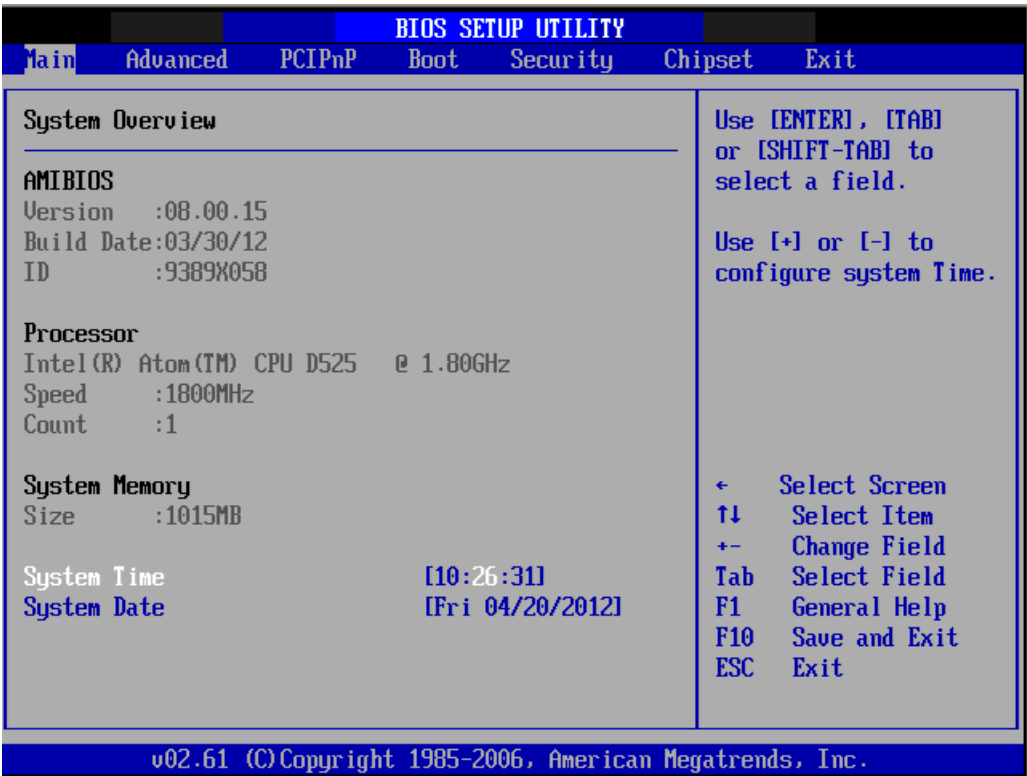 BIOS SETUP UTILITY
Main Advanced PCIPnP Boot Security Chipset Exit
System Overview
AMIBIOS
Version :08.00.15
Build Date:03/30/12
ID :9389X058
Processor
Intel(R) Atom(TM) CPU D525 @ 1.80GHz
Speed :1800MHz
Count :1
System Memory
Size :1015MB
System Time [10:26:31]
System Date [Fri 04/20/2012]
Use [ENTER], [TAB]
or [SHIFT-TAB] to
select a field.
Use [+] or [-] to
configure system Time.
← Select Screen
↑↓ Select Item
+- Change Field
Tab Select Field
F1 General Help
F10 Save and Exit
ESC Exit
v02.61 (C)Copyright 1985-2006, American Megatrends, Inc.